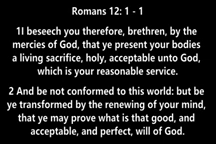 Romans 12: 1 - 1
1I beseech you therefore, brethren, by the
mercies of God, that ye present your bodies
a living sacrifice, holy, acceptable unto God,
which is your reasonable service.
2 And be not conformed to this world: but be
ye transformed by the renewing of your mind,
that ye may prove what is that good, and
acceptable, and perfect, will of God.